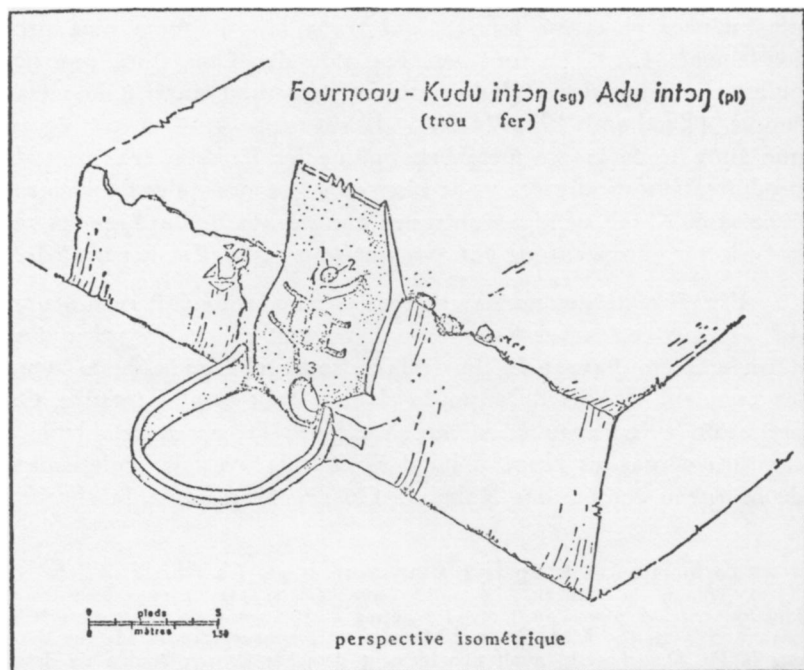 Fournoau - Kudu intɔŋ (sg) Adu intɔŋ (pl)
(trou fer)
1
2
3
0 pieds 5
0 mètres 1.50
perspective isométrique